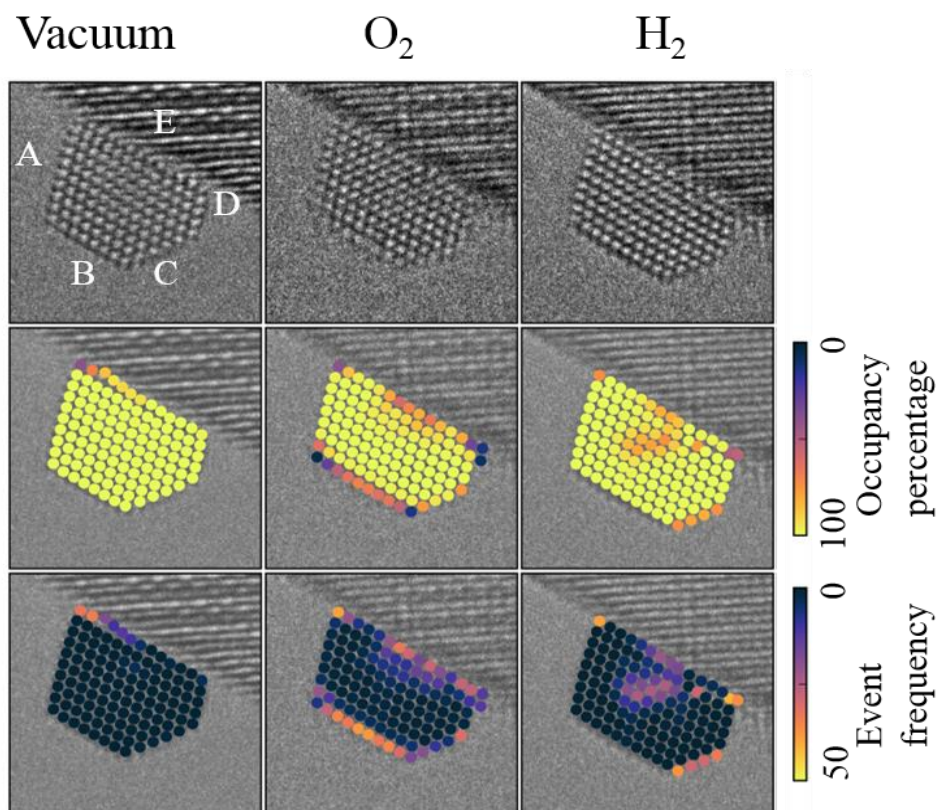 Vacuum
O₂
H₂
A
B
C
D
E
0
100
Occupancy
percentage
0
50
Event
frequency